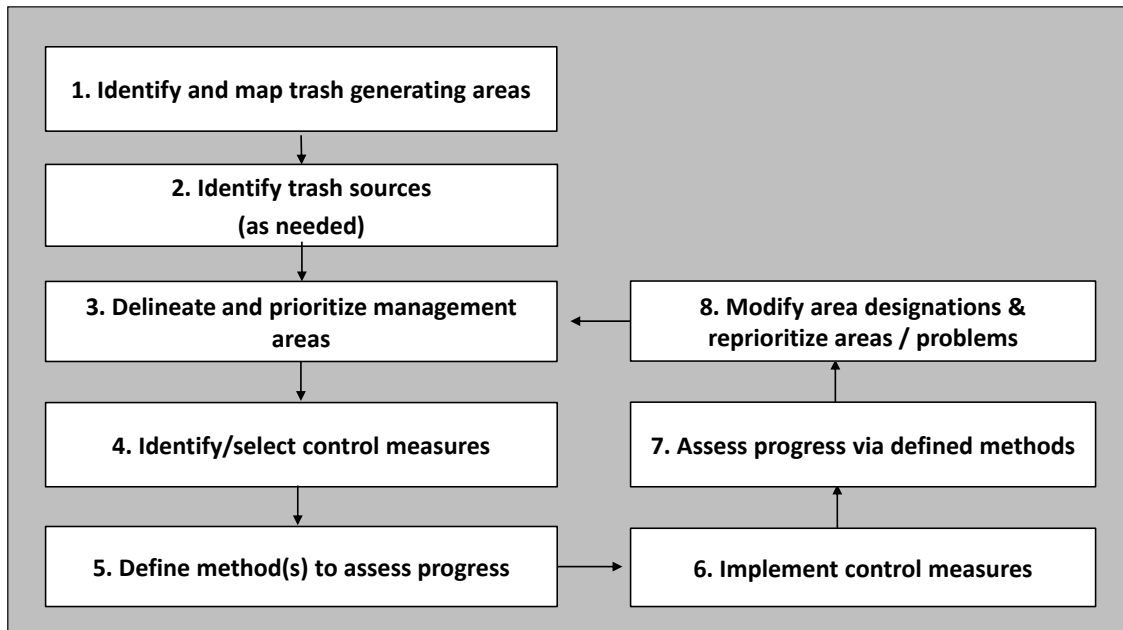 1. Identify and map trash generating areas
2. Identify trash sources
(as needed)
3. Delineate and prioritize management
areas
4. Identify/select control measures
5. Define method(s) to assess progress
6. Implement control measures
7. Assess progress via defined methods
8. Modify area designations &
reprioritize areas / problems